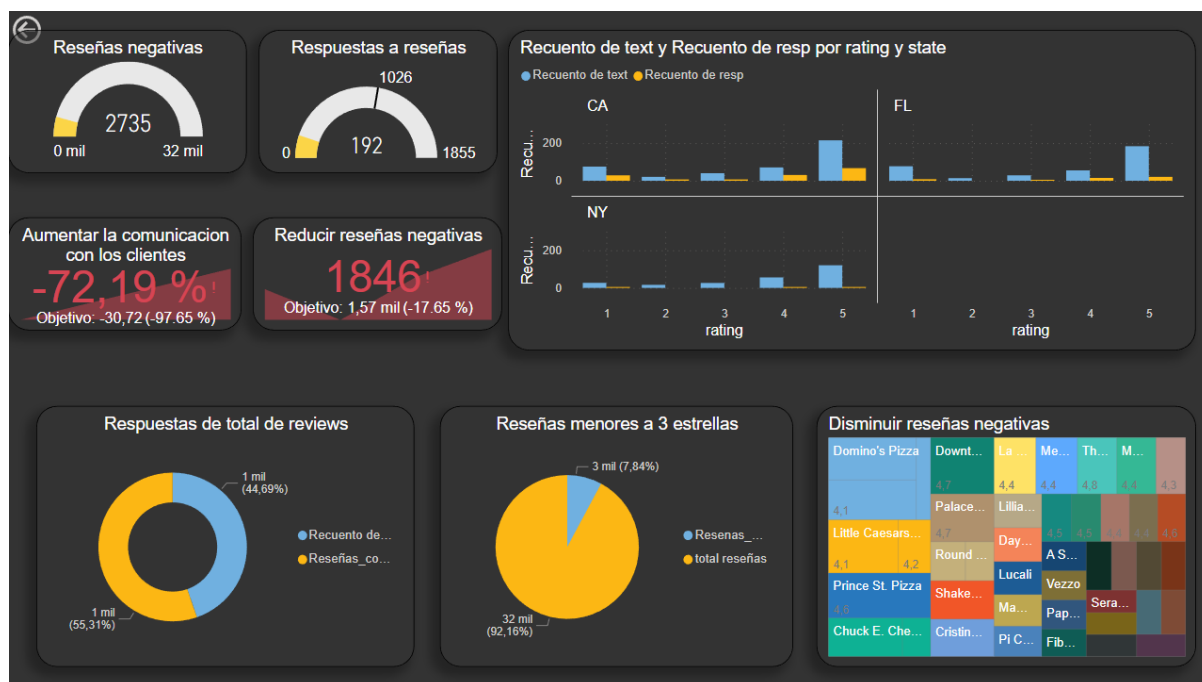 Reseñas negativas
2735
0 mil
32 mil
Respuestas a reseñas
1026
192
0
1855
Recuento de text y Recuento de resp por rating y state
Recuento de text
Recuento de resp
CA
FL
Recu...
200
0
NY
Recu...
200
0
1
2
3
4
5
rating
1
2
3
4
5
rating
Aumentar la comunicacion
con los clientes
-72,19 %!
Objetivo: -30,72 (-97.65 %)
Reducir reseñas negativas
1846!
Objetivo: 1,57 mil (-17.65 %)
Respuestas de total de reviews
1 mil
(44,69%)
1 mil
(55,31%)
Recuento de...
Reseñas_co...
Reseñas menores a 3 estrellas
3 mil (7,84%)
32 mil
(92,16%)
Resenas_...
total reseñas
Disminuir reseñas negativas
Domino's Pizza
4,1
Little Caesars...
4,1
4,2
Prince St. Pizza
4,5
Chuck E. Che...
Downt...
4,7
Palace...
4,7
Round ...
Shake...
Cristin...
La ...
4,4
Me...
4,4
Th...
4,8
M...
4,4
4,3
Lillia...
Day...
Lucali
Ma...
Pi C...
4,5
4,5
4,4
4,6
A S...
Vezzo
Pap...
Fib...
Sera...